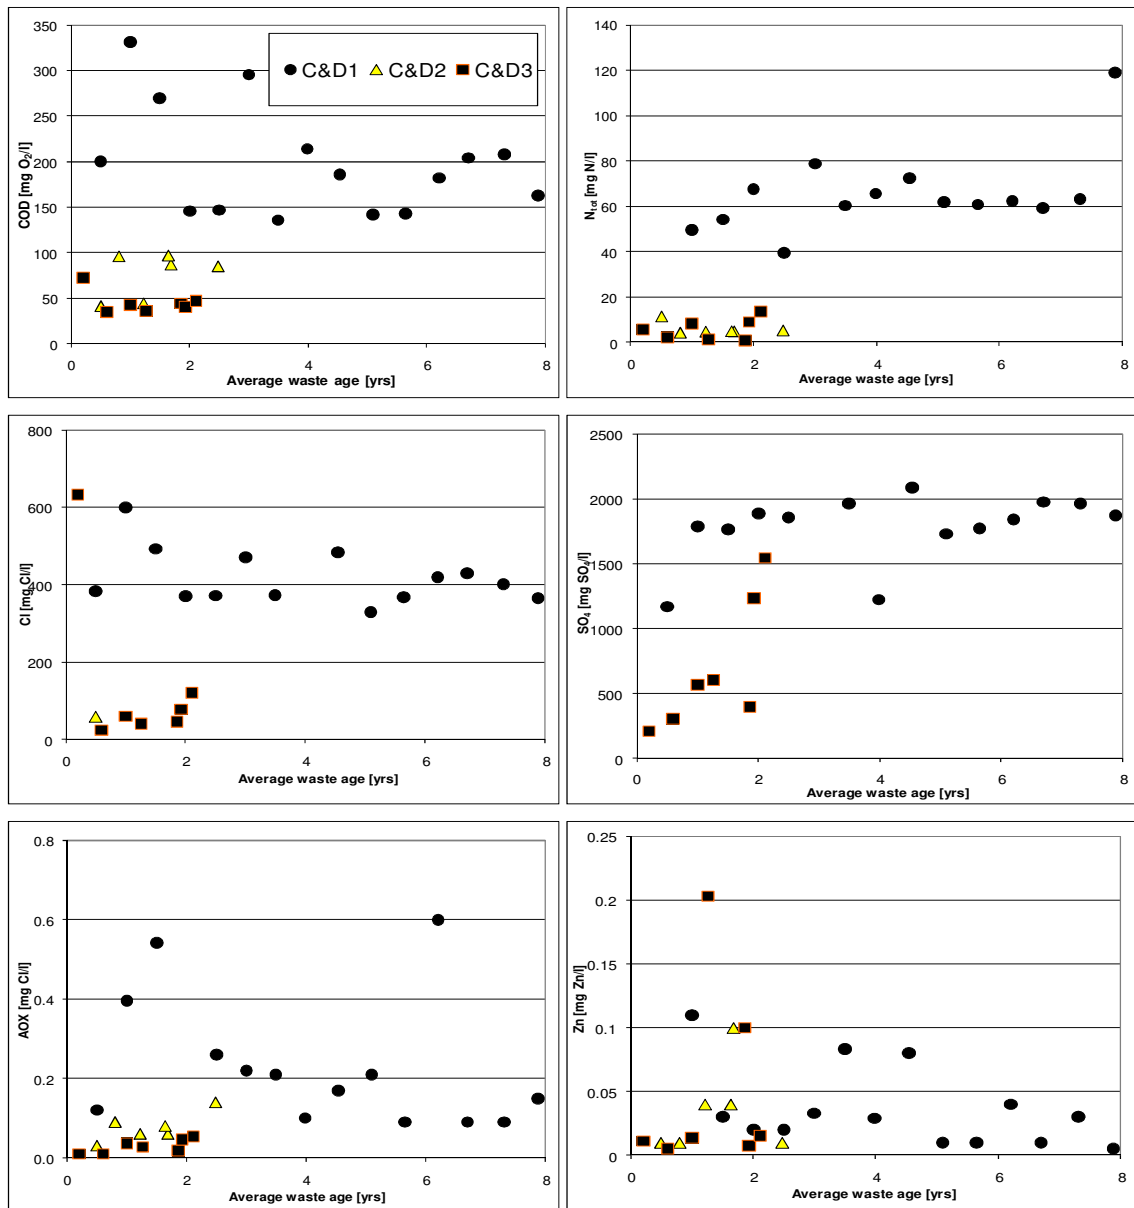 350
300
250
200
150
100
50
0
COD [mg O₂/l]
C&D1 C&D2 C&D3
0 2 4 6 8
Average waste age [yrs]
140
120
100
80
60
40
20
0
Nₜₒₜ [mg N/l]
0 2 4 6 8
Average waste age [yrs]
800
600
400
200
0
Cl [mg Cl/l]
0 2 4 6 8
Average waste age [yrs]
2500
2000
1500
1000
500
0
SO₄ [mg SO₄/l]
0 2 4 6 8
Average waste age [yrs]
0.8
0.6
0.4
0.2
0.0
AOX [mg Cl/l]
0 2 4 6 8
Average waste age [yrs]
0.25
0.2
0.15
0.1
0.05
0
Zn [mg Zn/l]
0 2 4 6 8
Average waste age [yrs]